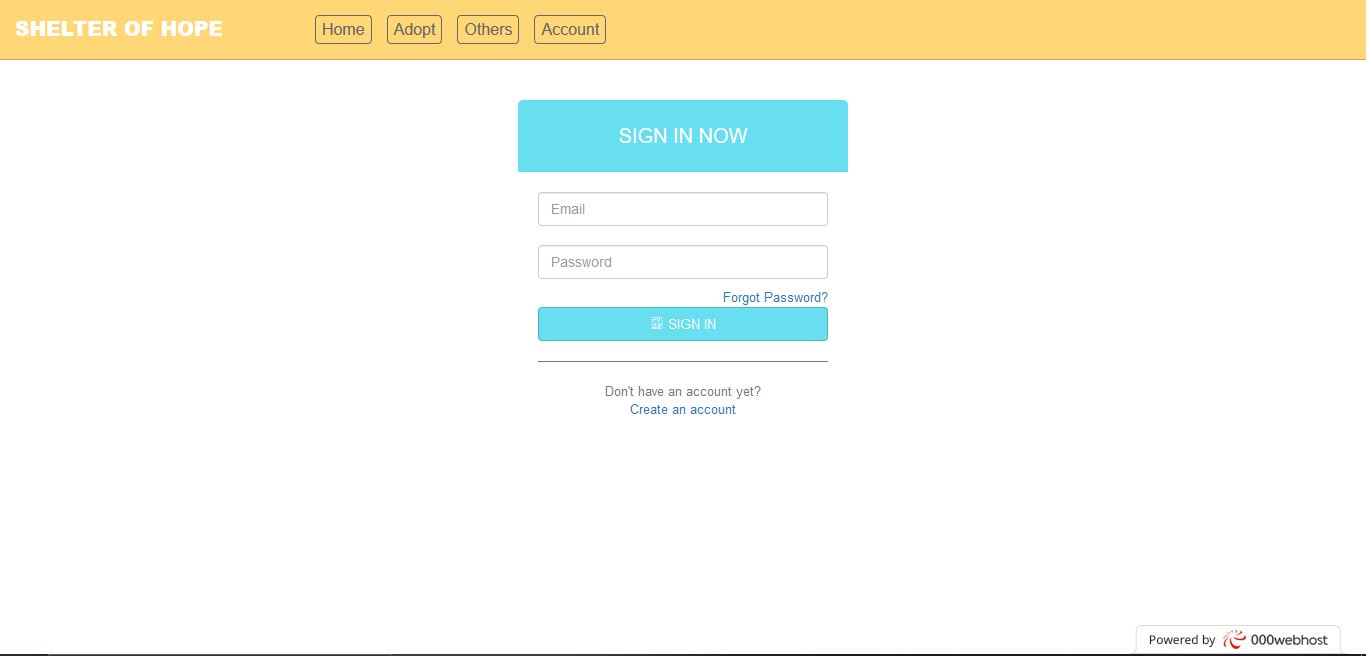 SHELTER OF HOPE
Home Adopt Others Account
SIGN IN NOW
Email
Password
Forgot Password?
SIGN IN
Don't have an account yet?
Create an account
Powered by 000webhost